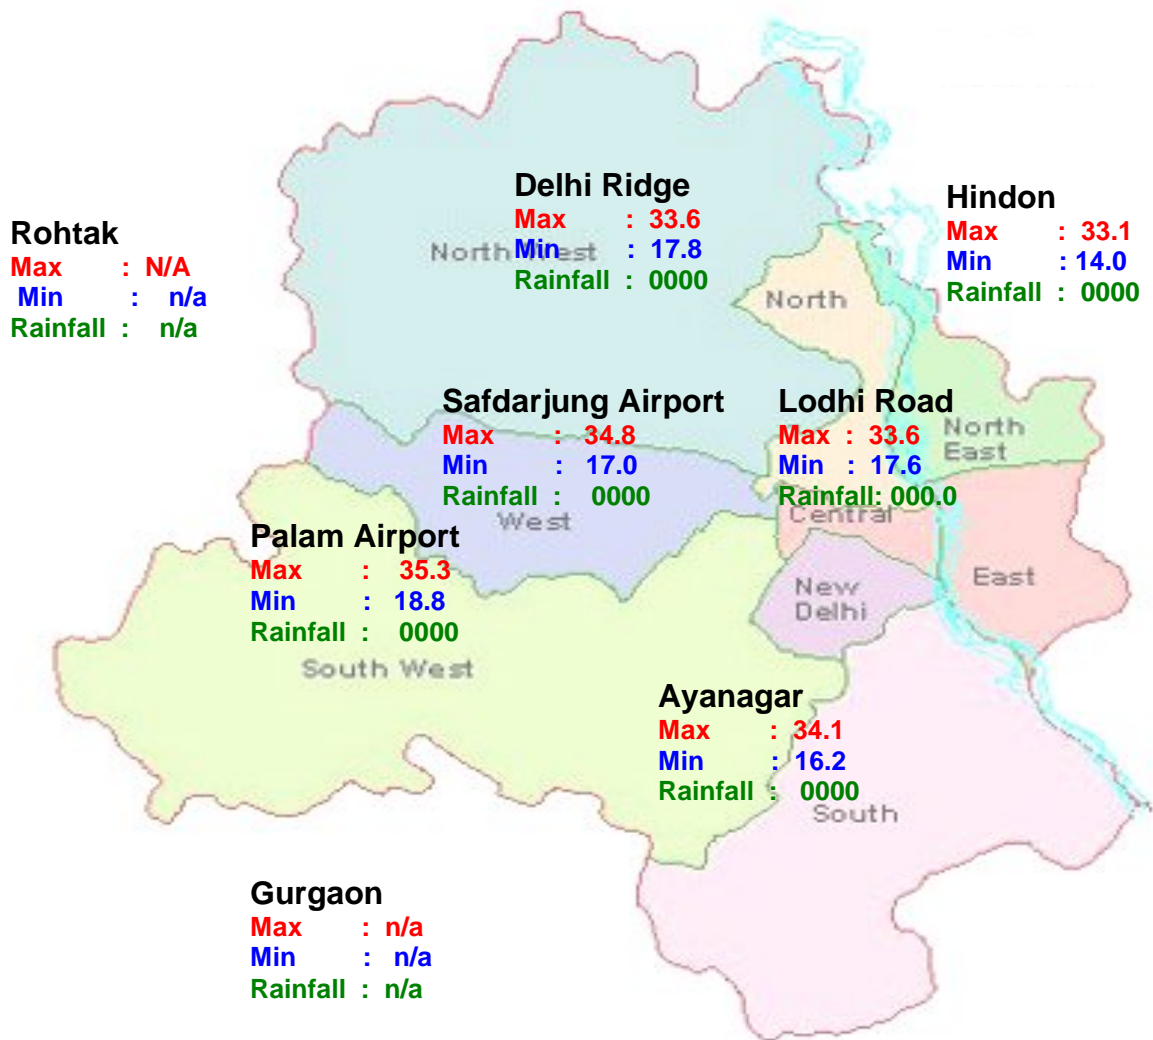 Delhi Ridge
Max : 33.6
Min : 17.8
Rainfall : 0000
North West
Hindon
Max : 33.1
Min : 14.0
Rainfall : 0000
Rohtak
Max : N/A
Min : n/a
Rainfall : n/a
North
Safdarjung Airport
Max : 34.8
Min : 17.0
Rainfall : 0000
West
Lodhi Road
Max : 33.6
Min : 17.6
Rainfall: 000.0
Central
North
East
Palam Airport
Max : 35.3
Min : 18.8
Rainfall : 0000
South West
New
Delhi
East
Ayanagar
Max : 34.1
Min : 16.2
Rainfall : 0000
South
Gurgaon
Max : n/a
Min : n/a
Rainfall : n/a